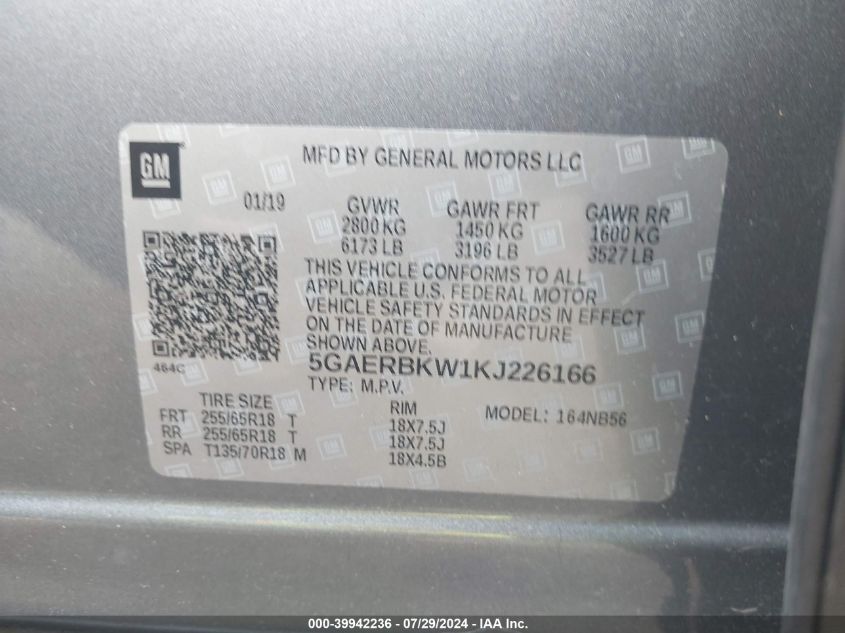 GM
MFD BY GENERAL MOTORS LLC
01/19 GVWR GAWR FRT GAWR RR
2800 KG 1450 KG 1600 KG
6173 LB 3196 LB 3527 LB
THIS VEHICLE CONFORMS TO ALL
APPLICABLE U.S. FEDERAL MOTOR
VEHICLE SAFETY STANDARDS IN EFFECT
ON THE DATE OF MANUFACTURE
SHOWN ABOVE.
464C
5GAERBKW1KJ226166
TYPE: M.P.V.
TIRE SIZE RIM MODEL: 164NB56
FRT 255/65R18 T 18X7.5J
RR 255/65R18 T 18X7.5J
SPA T135/70R18 M 18X4.5B
000-39942236 - 07/29/2024 - IAA Inc.